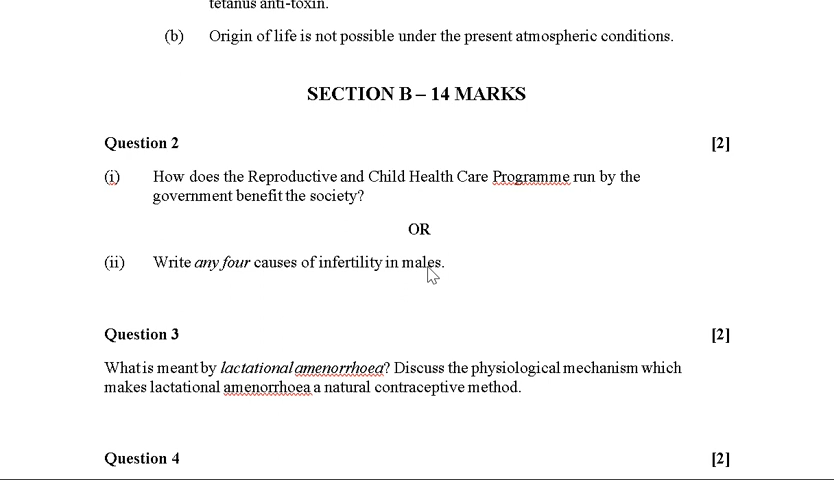 tetanus anti-toxin.
(b) Origin of life is not possible under the present atmospheric conditions.
SECTION B – 14 MARKS
Question 2 [2]
(i) How does the Reproductive and Child Health Care Programme run by the
government benefit the society?
OR
(ii) Write any four causes of infertility in males.
Question 3 [2]
What is meant by lactational amenorrhoea? Discuss the physiological mechanism which
makes lactational amenorrhoea a natural contraceptive method.
Question 4 [2]